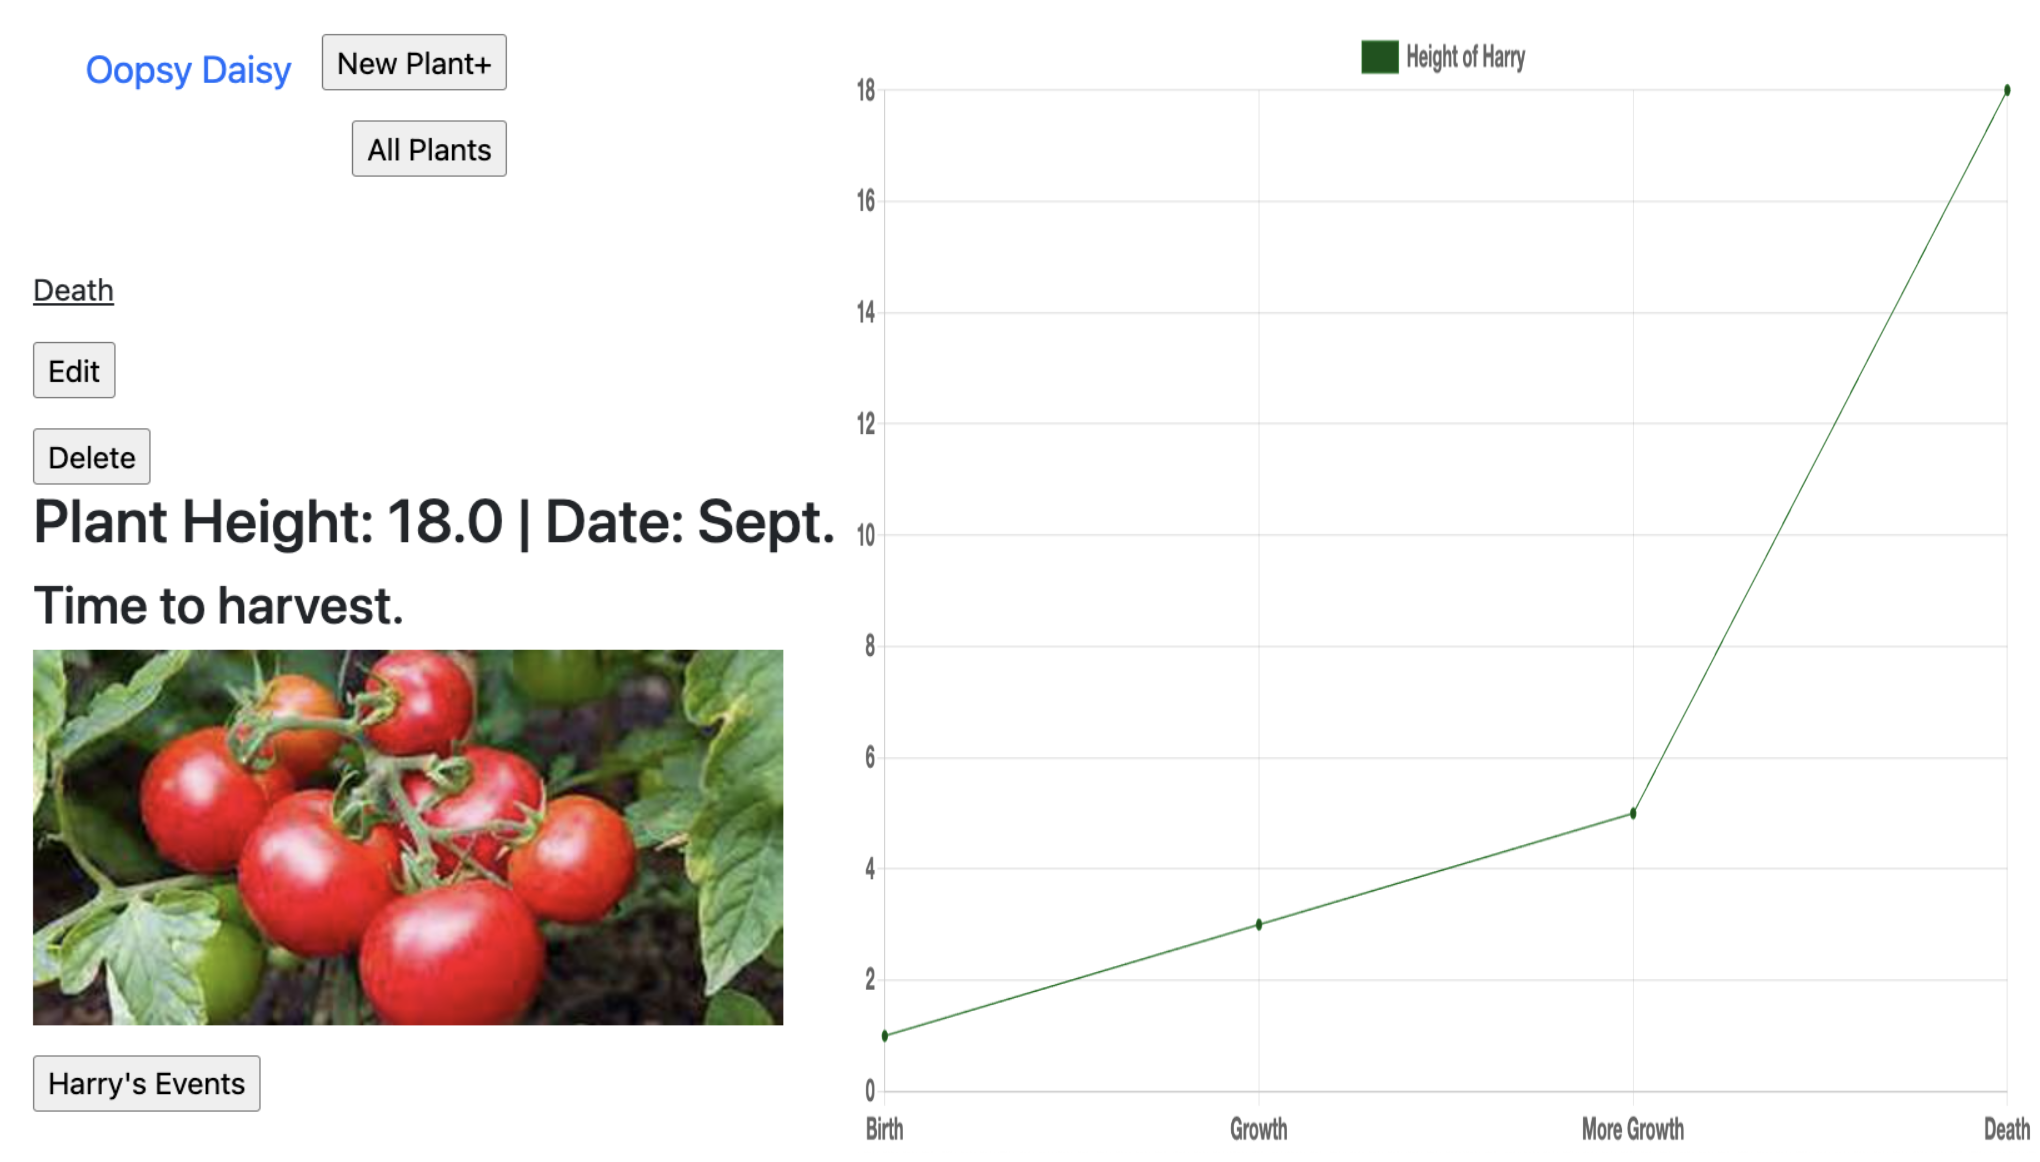 Oopsy Daisy
New Plant+
All Plants
Death
Edit
Delete
Plant Height: 18.0 | Date: Sept.
Time to harvest.
Harry's Events
Height of Harry
18
16
14
12
10
8
6
4
2
0
Birth Growth More Growth Death